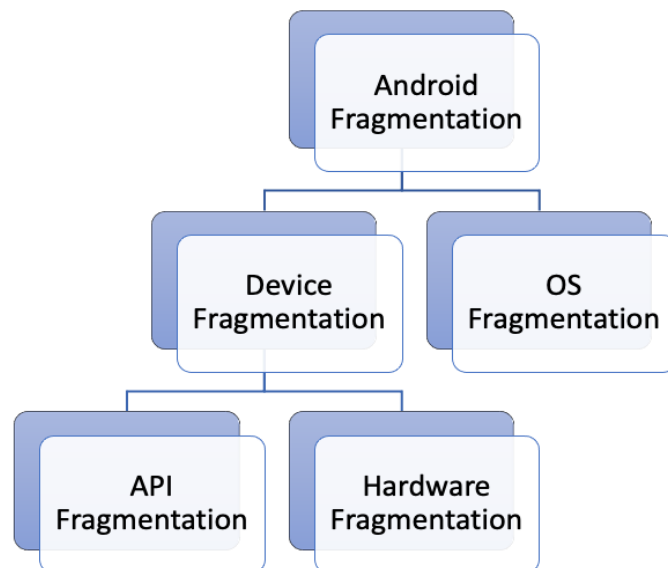 Android
Fragmentation
Device
Fragmentation
OS
Fragmentation
API
Fragmentation
Hardware
Fragmentation